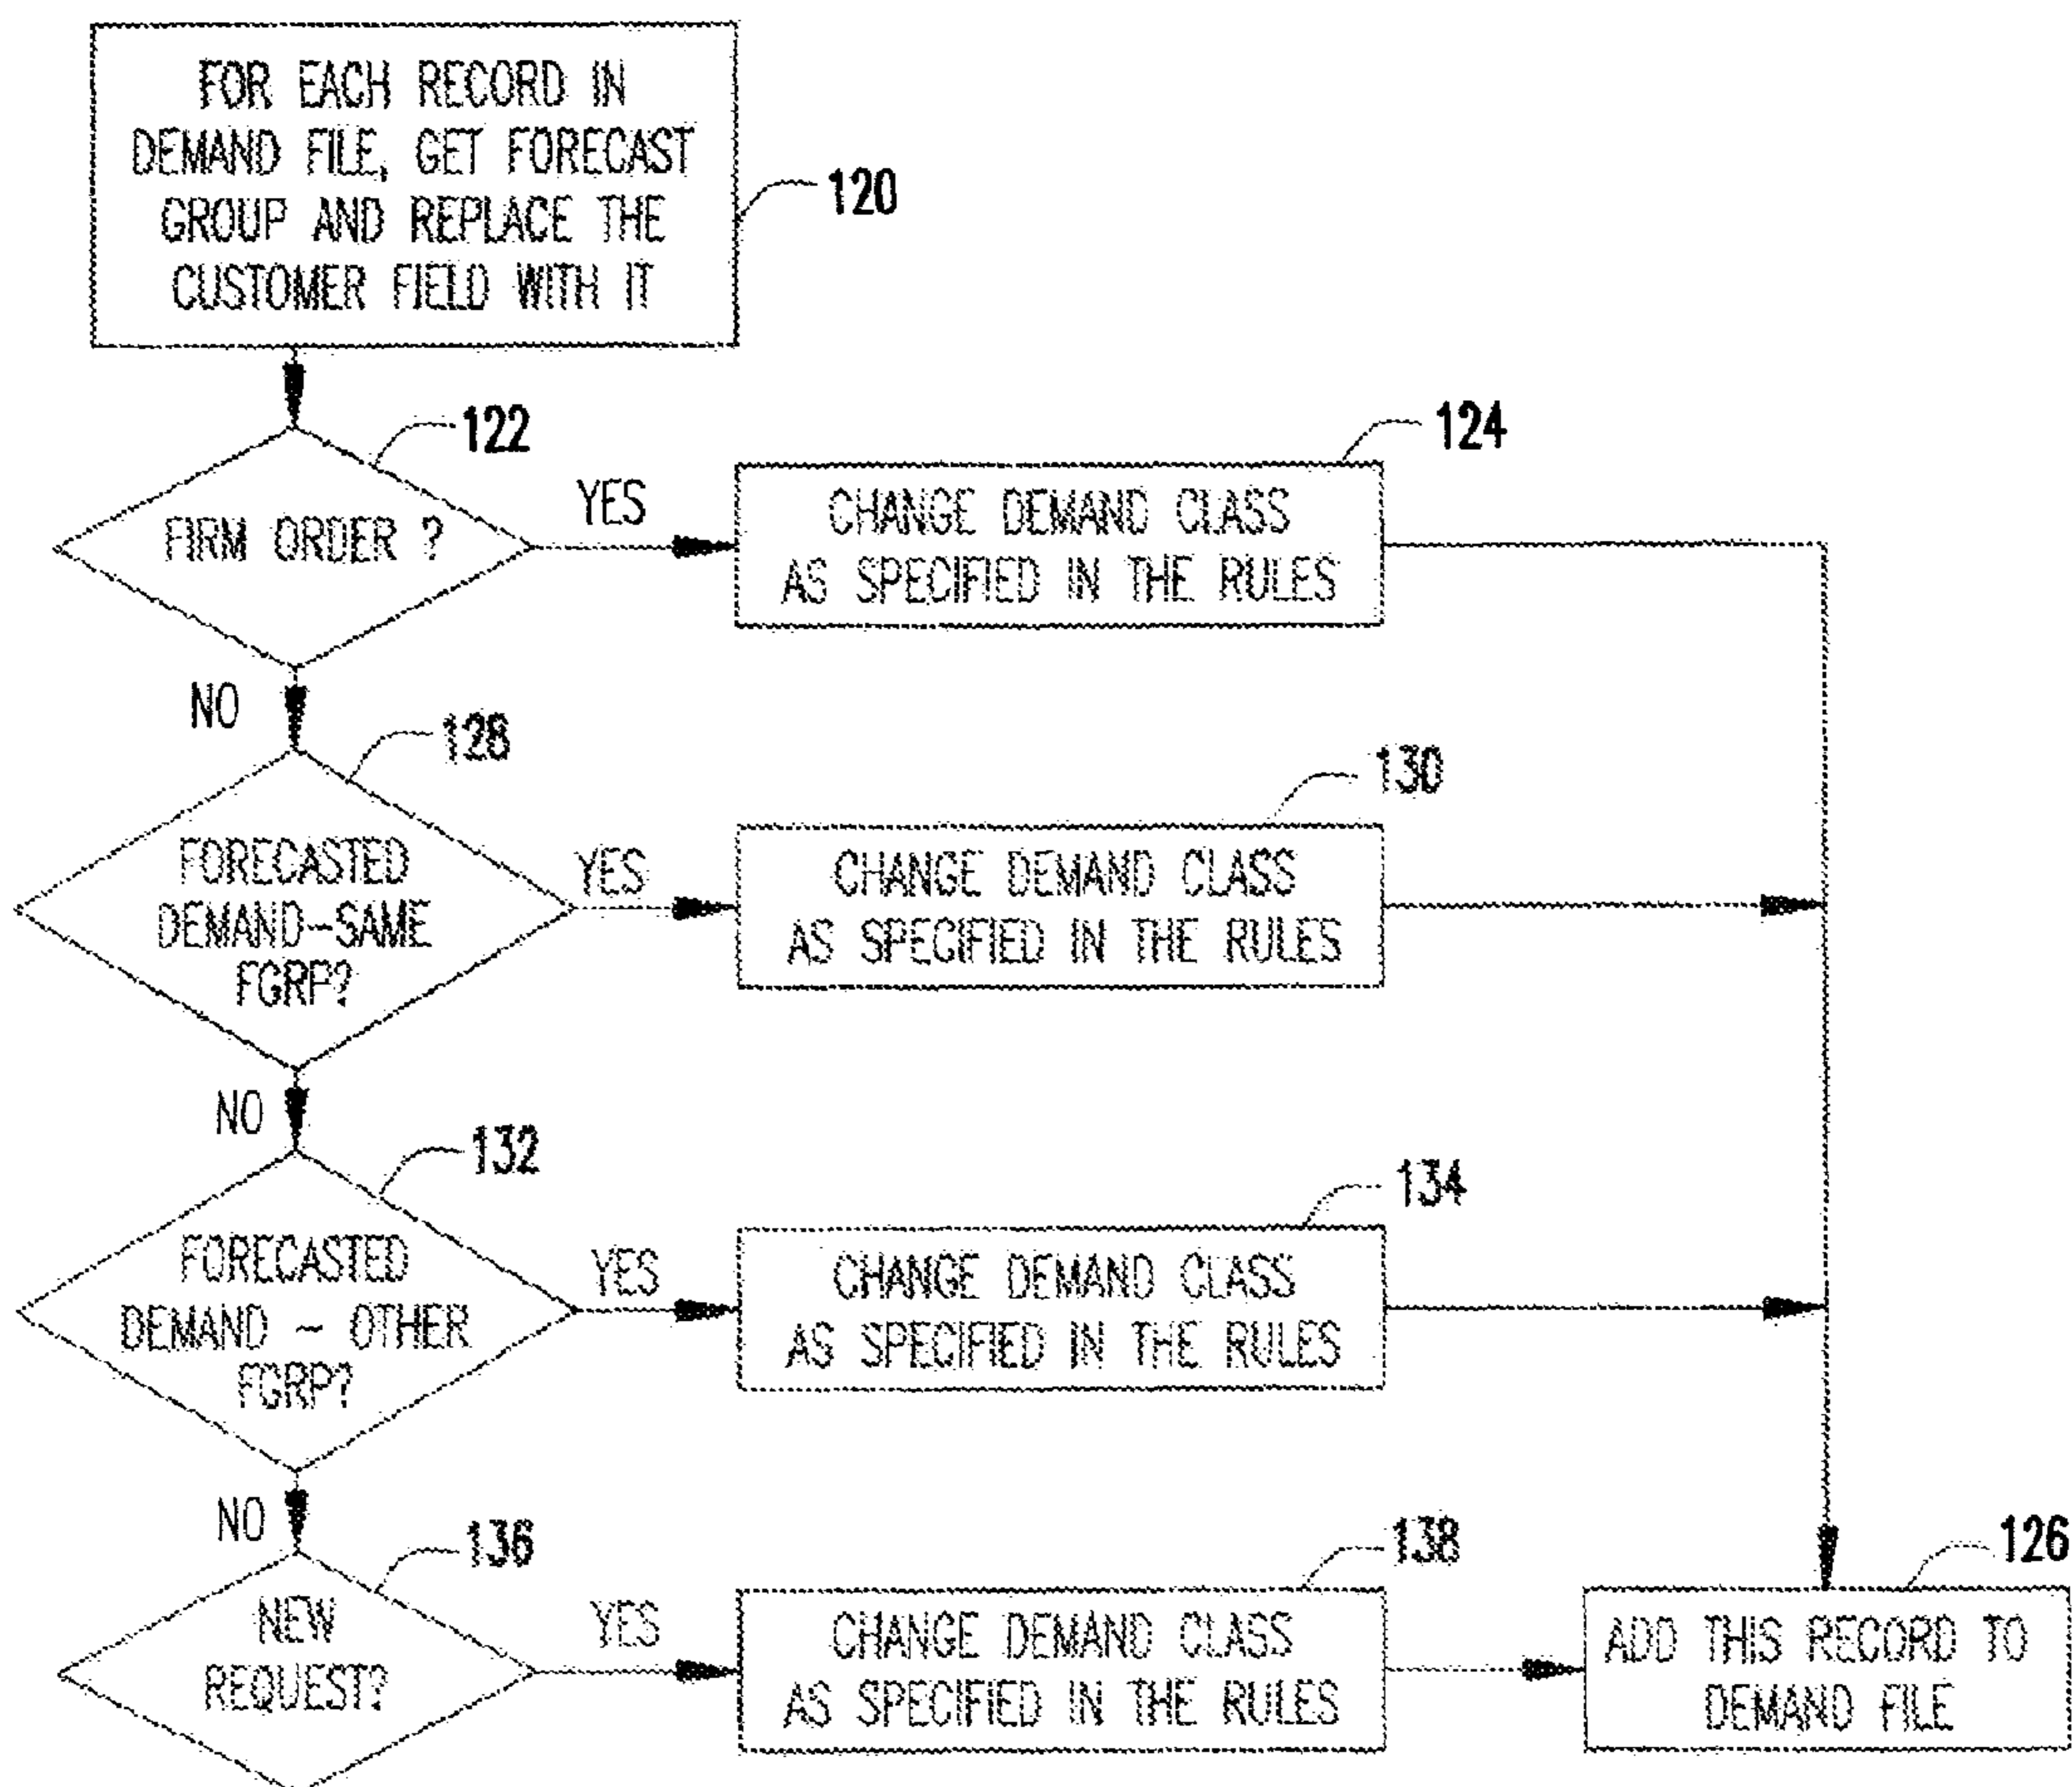 FOR EACH RECORD IN
DEMAND FILE, GET FORECAST
GROUP AND REPLACE THE
CUSTOMER FIELD WITH IT
120
122
FIRM ORDER ?
YES
124
CHANGE DEMAND CLASS
AS SPECIFIED IN THE RULES
NO
128
FORECASTED
DEMAND-SAME
FGRP?
YES
130
CHANGE DEMAND CLASS
AS SPECIFIED IN THE RULES
NO
132
FORECASTED
DEMAND - OTHER
FGRP?
YES
134
CHANGE DEMAND CLASS
AS SPECIFIED IN THE RULES
NO
136
NEW
REQUEST?
YES
138
CHANGE DEMAND CLASS
AS SPECIFIED IN THE RULES
126
ADD THIS RECORD TO
DEMAND FILE